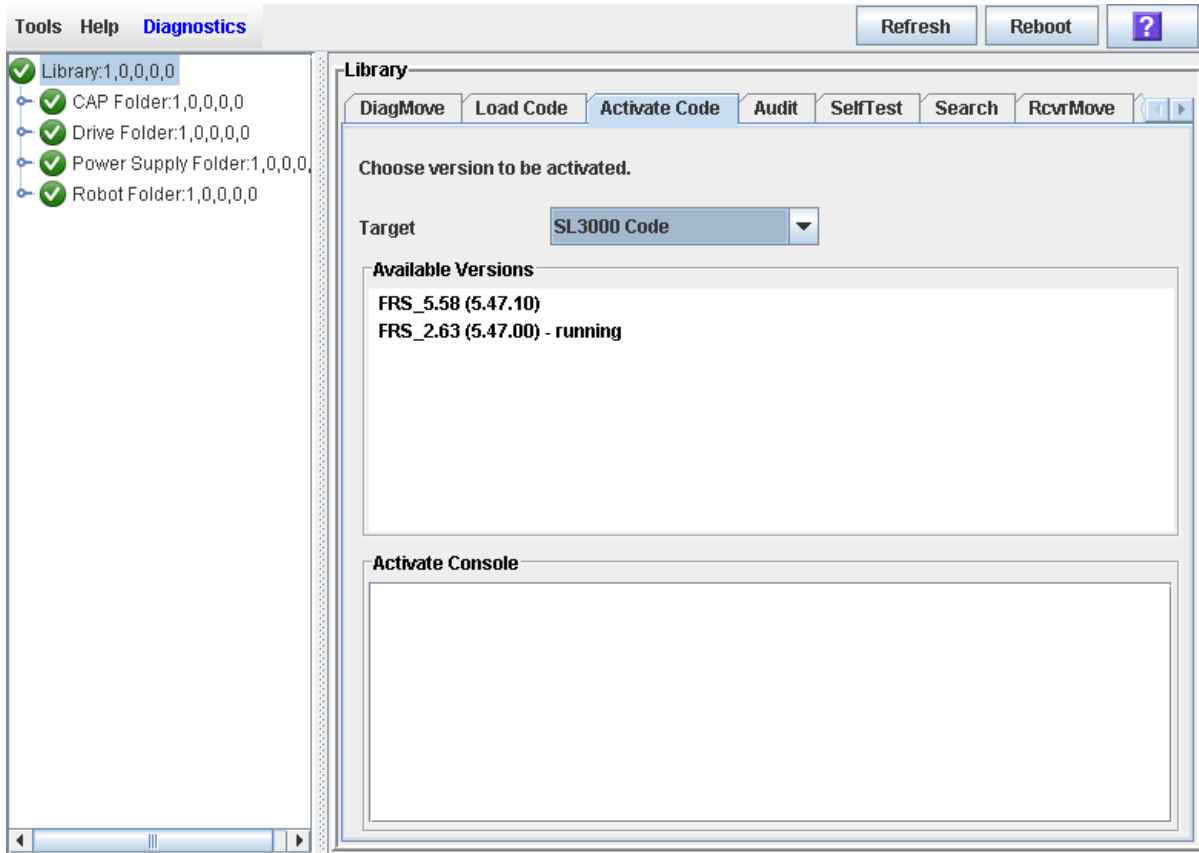 Tools Help Diagnostics
Refresh Reboot ?
Library:1,0,0,0,0
CAP Folder:1,0,0,0,0
Drive Folder:1,0,0,0,0
Power Supply Folder:1,0,0,0,
Robot Folder:1,0,0,0,0
Library
DiagMove Load Code Activate Code Audit SelfTest Search RcvrMove
Choose version to be activated.
Target SL3000 Code
Available Versions
FRS_5.58 (5.47.10)
FRS_2.63 (5.47.00) - running
Activate Console